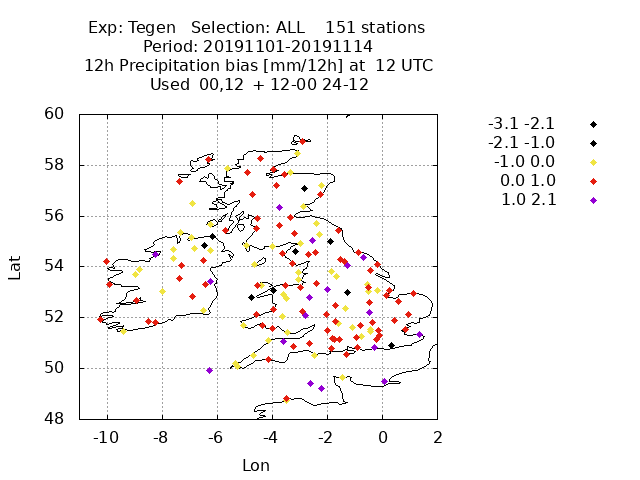 Exp: Tegen   Selection: ALL    151 stations
Period: 20191101-20191114
12h Precipitation bias [mm/12h] at  12 UTC
Used  00,12  + 12-00 24-12
-3.1 -2.1
-2.1 -1.0
-1.0 0.0
0.0 1.0
1.0 2.1
60
58
56
54
52
50
48
Lat
-10 -8 -6 -4 -2 0 2
Lon